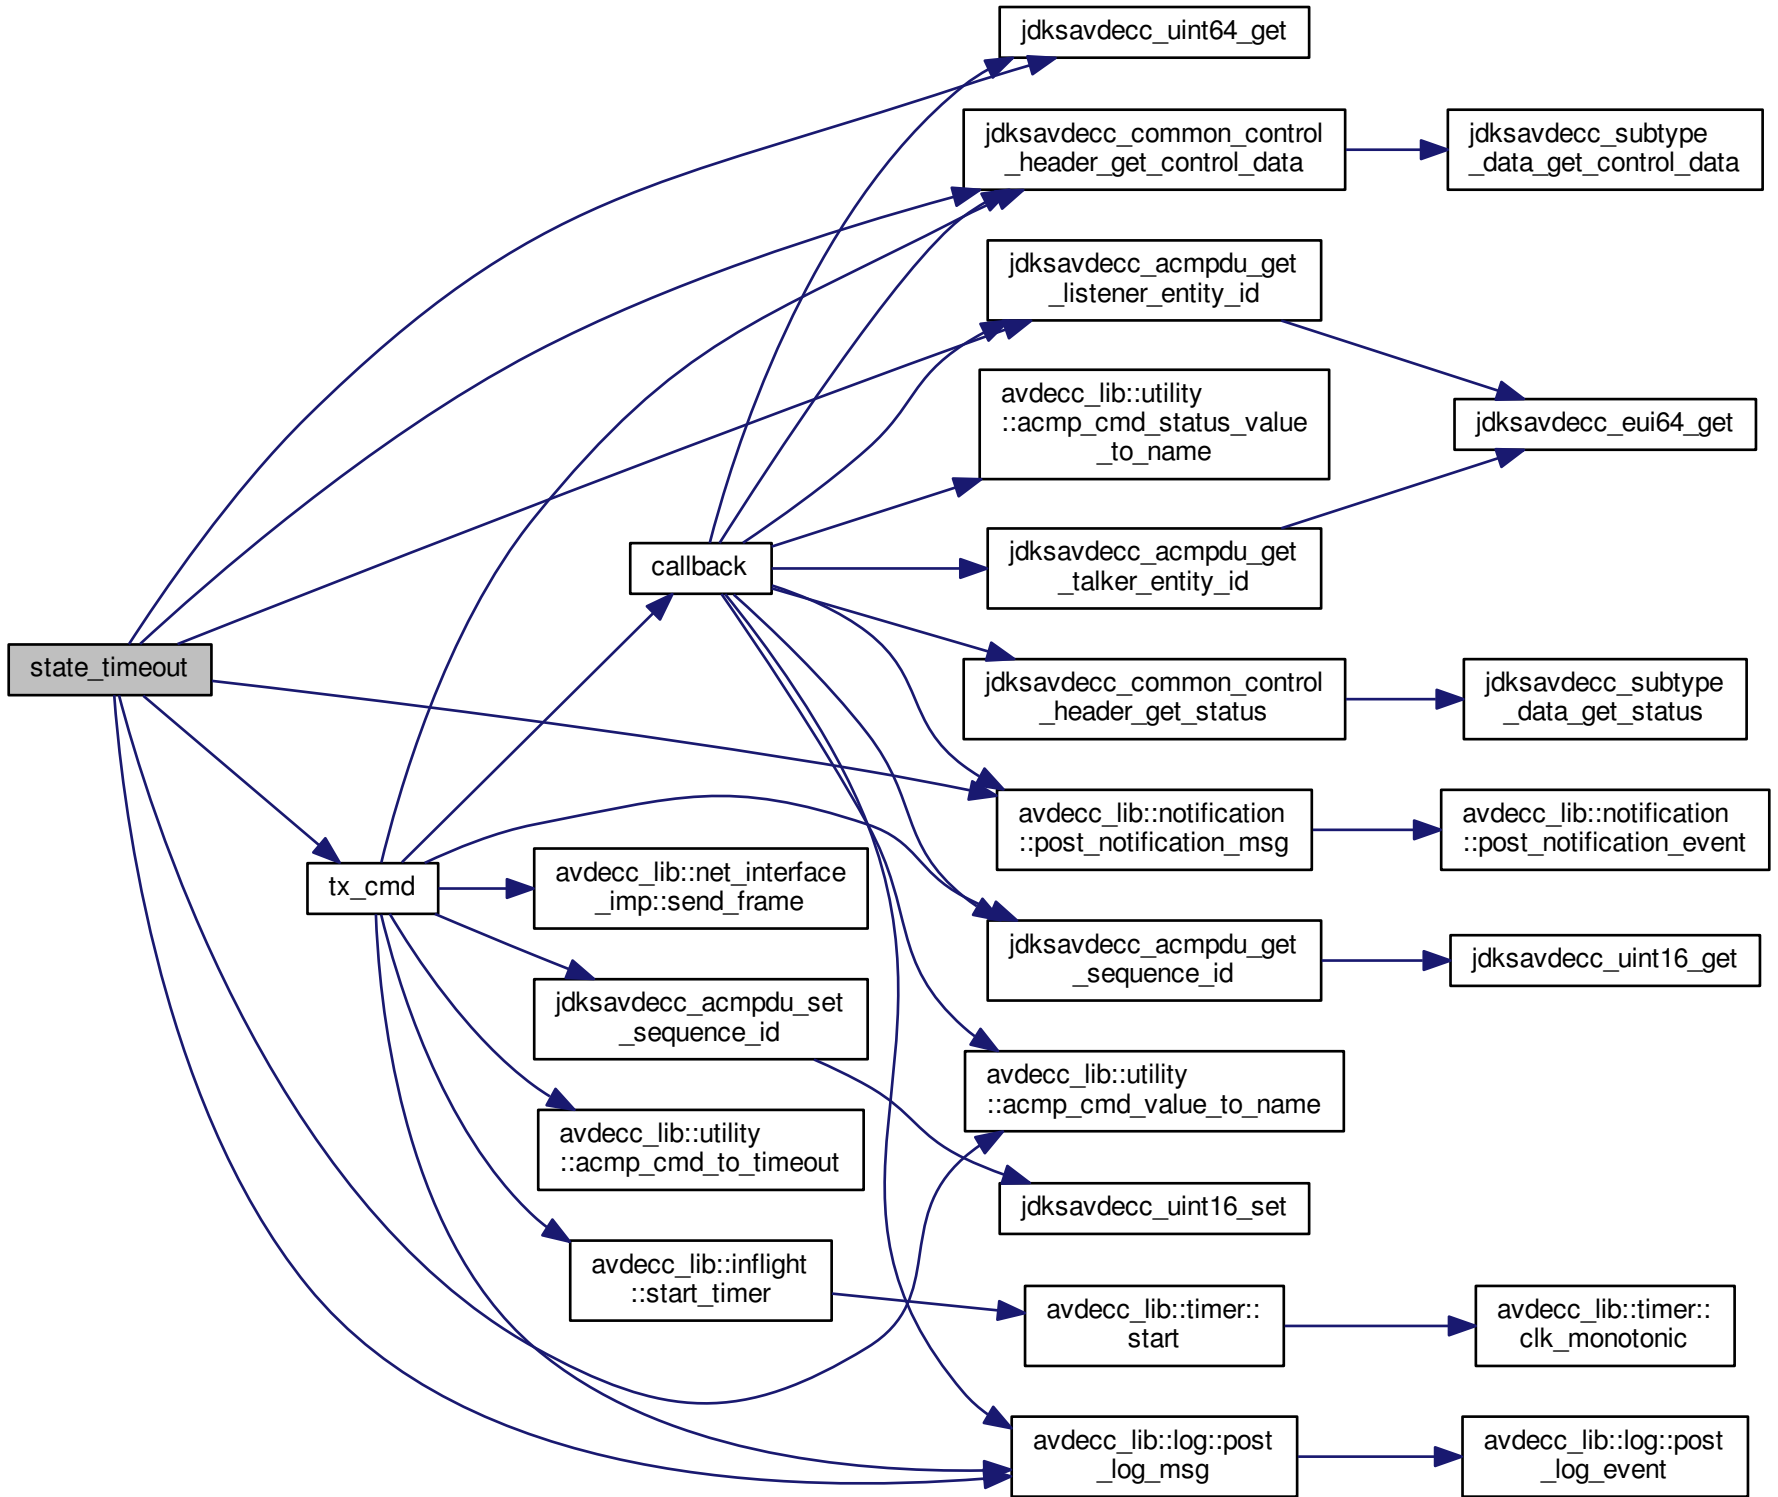 jdksavdecc_uint64_get
jdksavdecc_common_control
_header_get_control_data
jdksavdecc_subtype
_data_get_control_data
jdksavdecc_acmpdu_get
_listener_entity_id
avdecc_lib::utility
::acmp_cmd_status_value
_to_name
jdksavdecc_eui64_get
callback
jdksavdecc_acmpdu_get
_talker_entity_id
state_timeout
jdksavdecc_common_control
_header_get_status
jdksavdecc_subtype
_data_get_status
avdecc_lib::notification
::post_notification_msg
avdecc_lib::notification
::post_notification_event
tx_cmd
avdecc_lib::net_interface
_imp::send_frame
jdksavdecc_acmpdu_get
_sequence_id
jdksavdecc_uint16_get
jdksavdecc_acmpdu_set
_sequence_id
avdecc_lib::utility
::acmp_cmd_value_to_name
avdecc_lib::utility
::acmp_cmd_to_timeout
jdksavdecc_uint16_set
avdecc_lib::inflight
::start_timer
avdecc_lib::timer::
start
avdecc_lib::timer::
clk_monotonic
avdecc_lib::log::post
_log_msg
avdecc_lib::log::post
_log_event